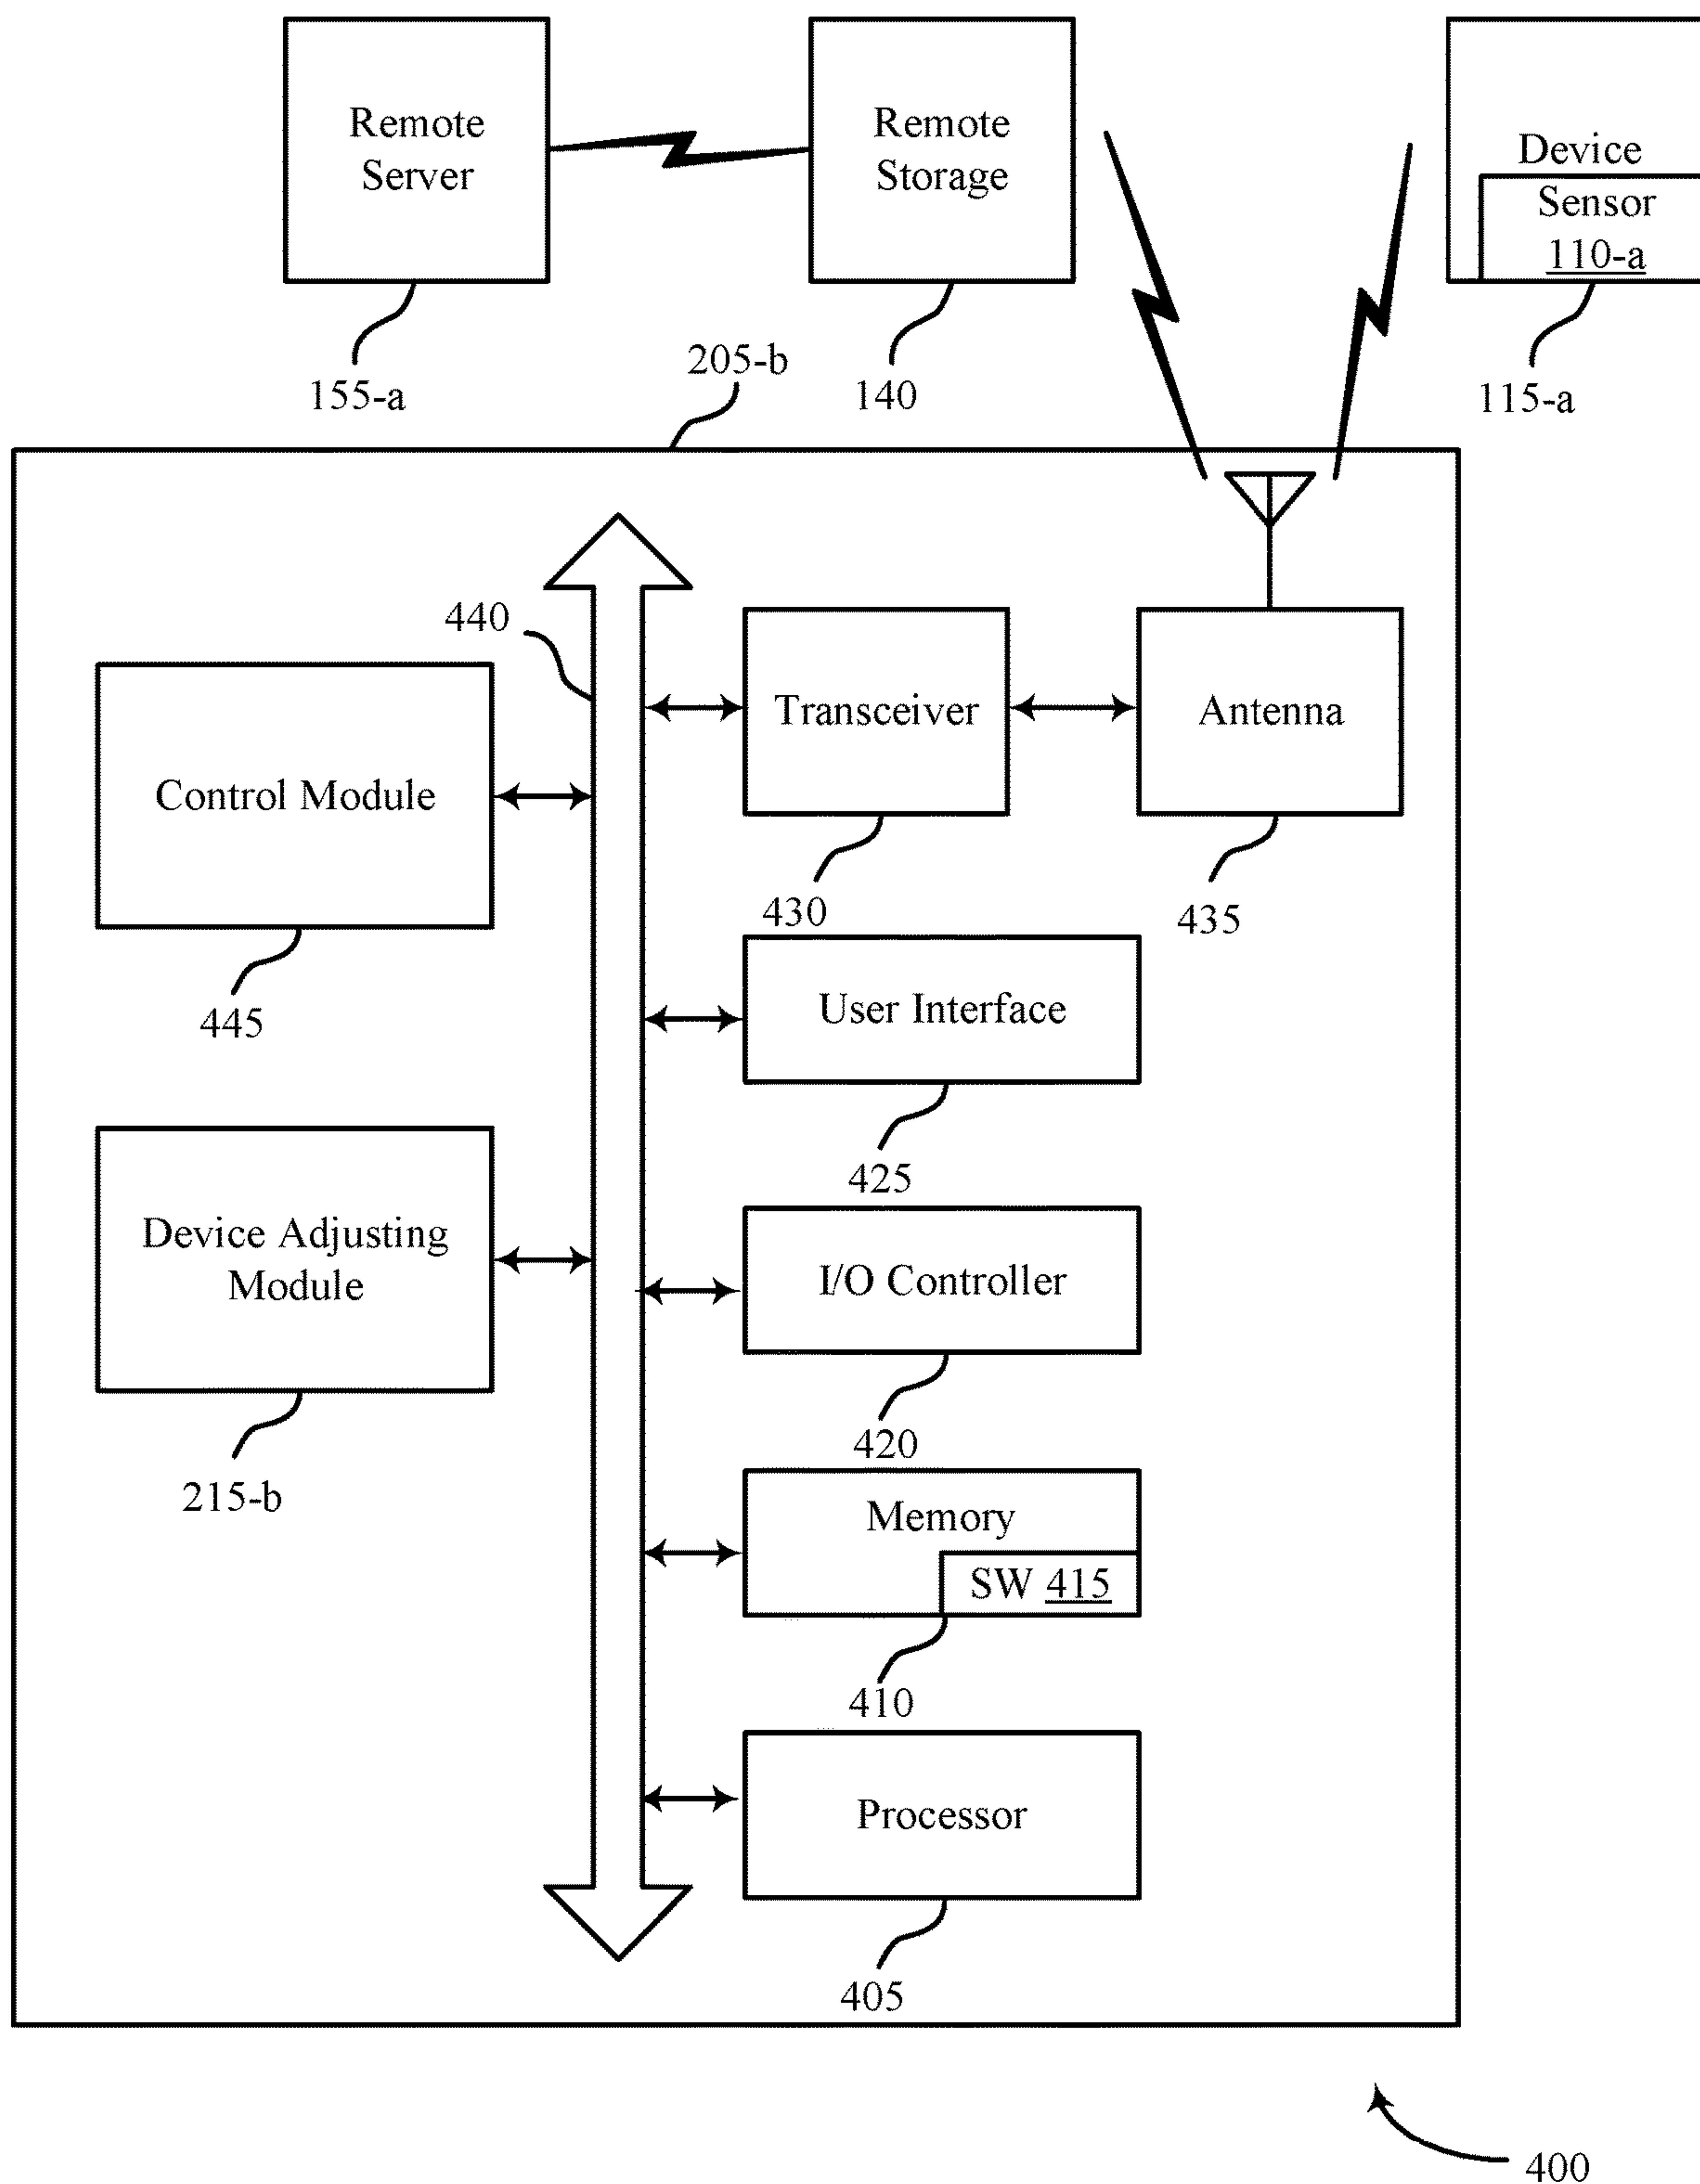 Remote
Server
155-a
Remote
Storage
140
Device
Sensor
110-a
115-a
205-b
440
Control Module
445
Device Adjusting
Module
215-b
Transceiver
430
Antenna
435
User Interface
425
I/O Controller
420
Memory
SW 415
410
Processor
405
400